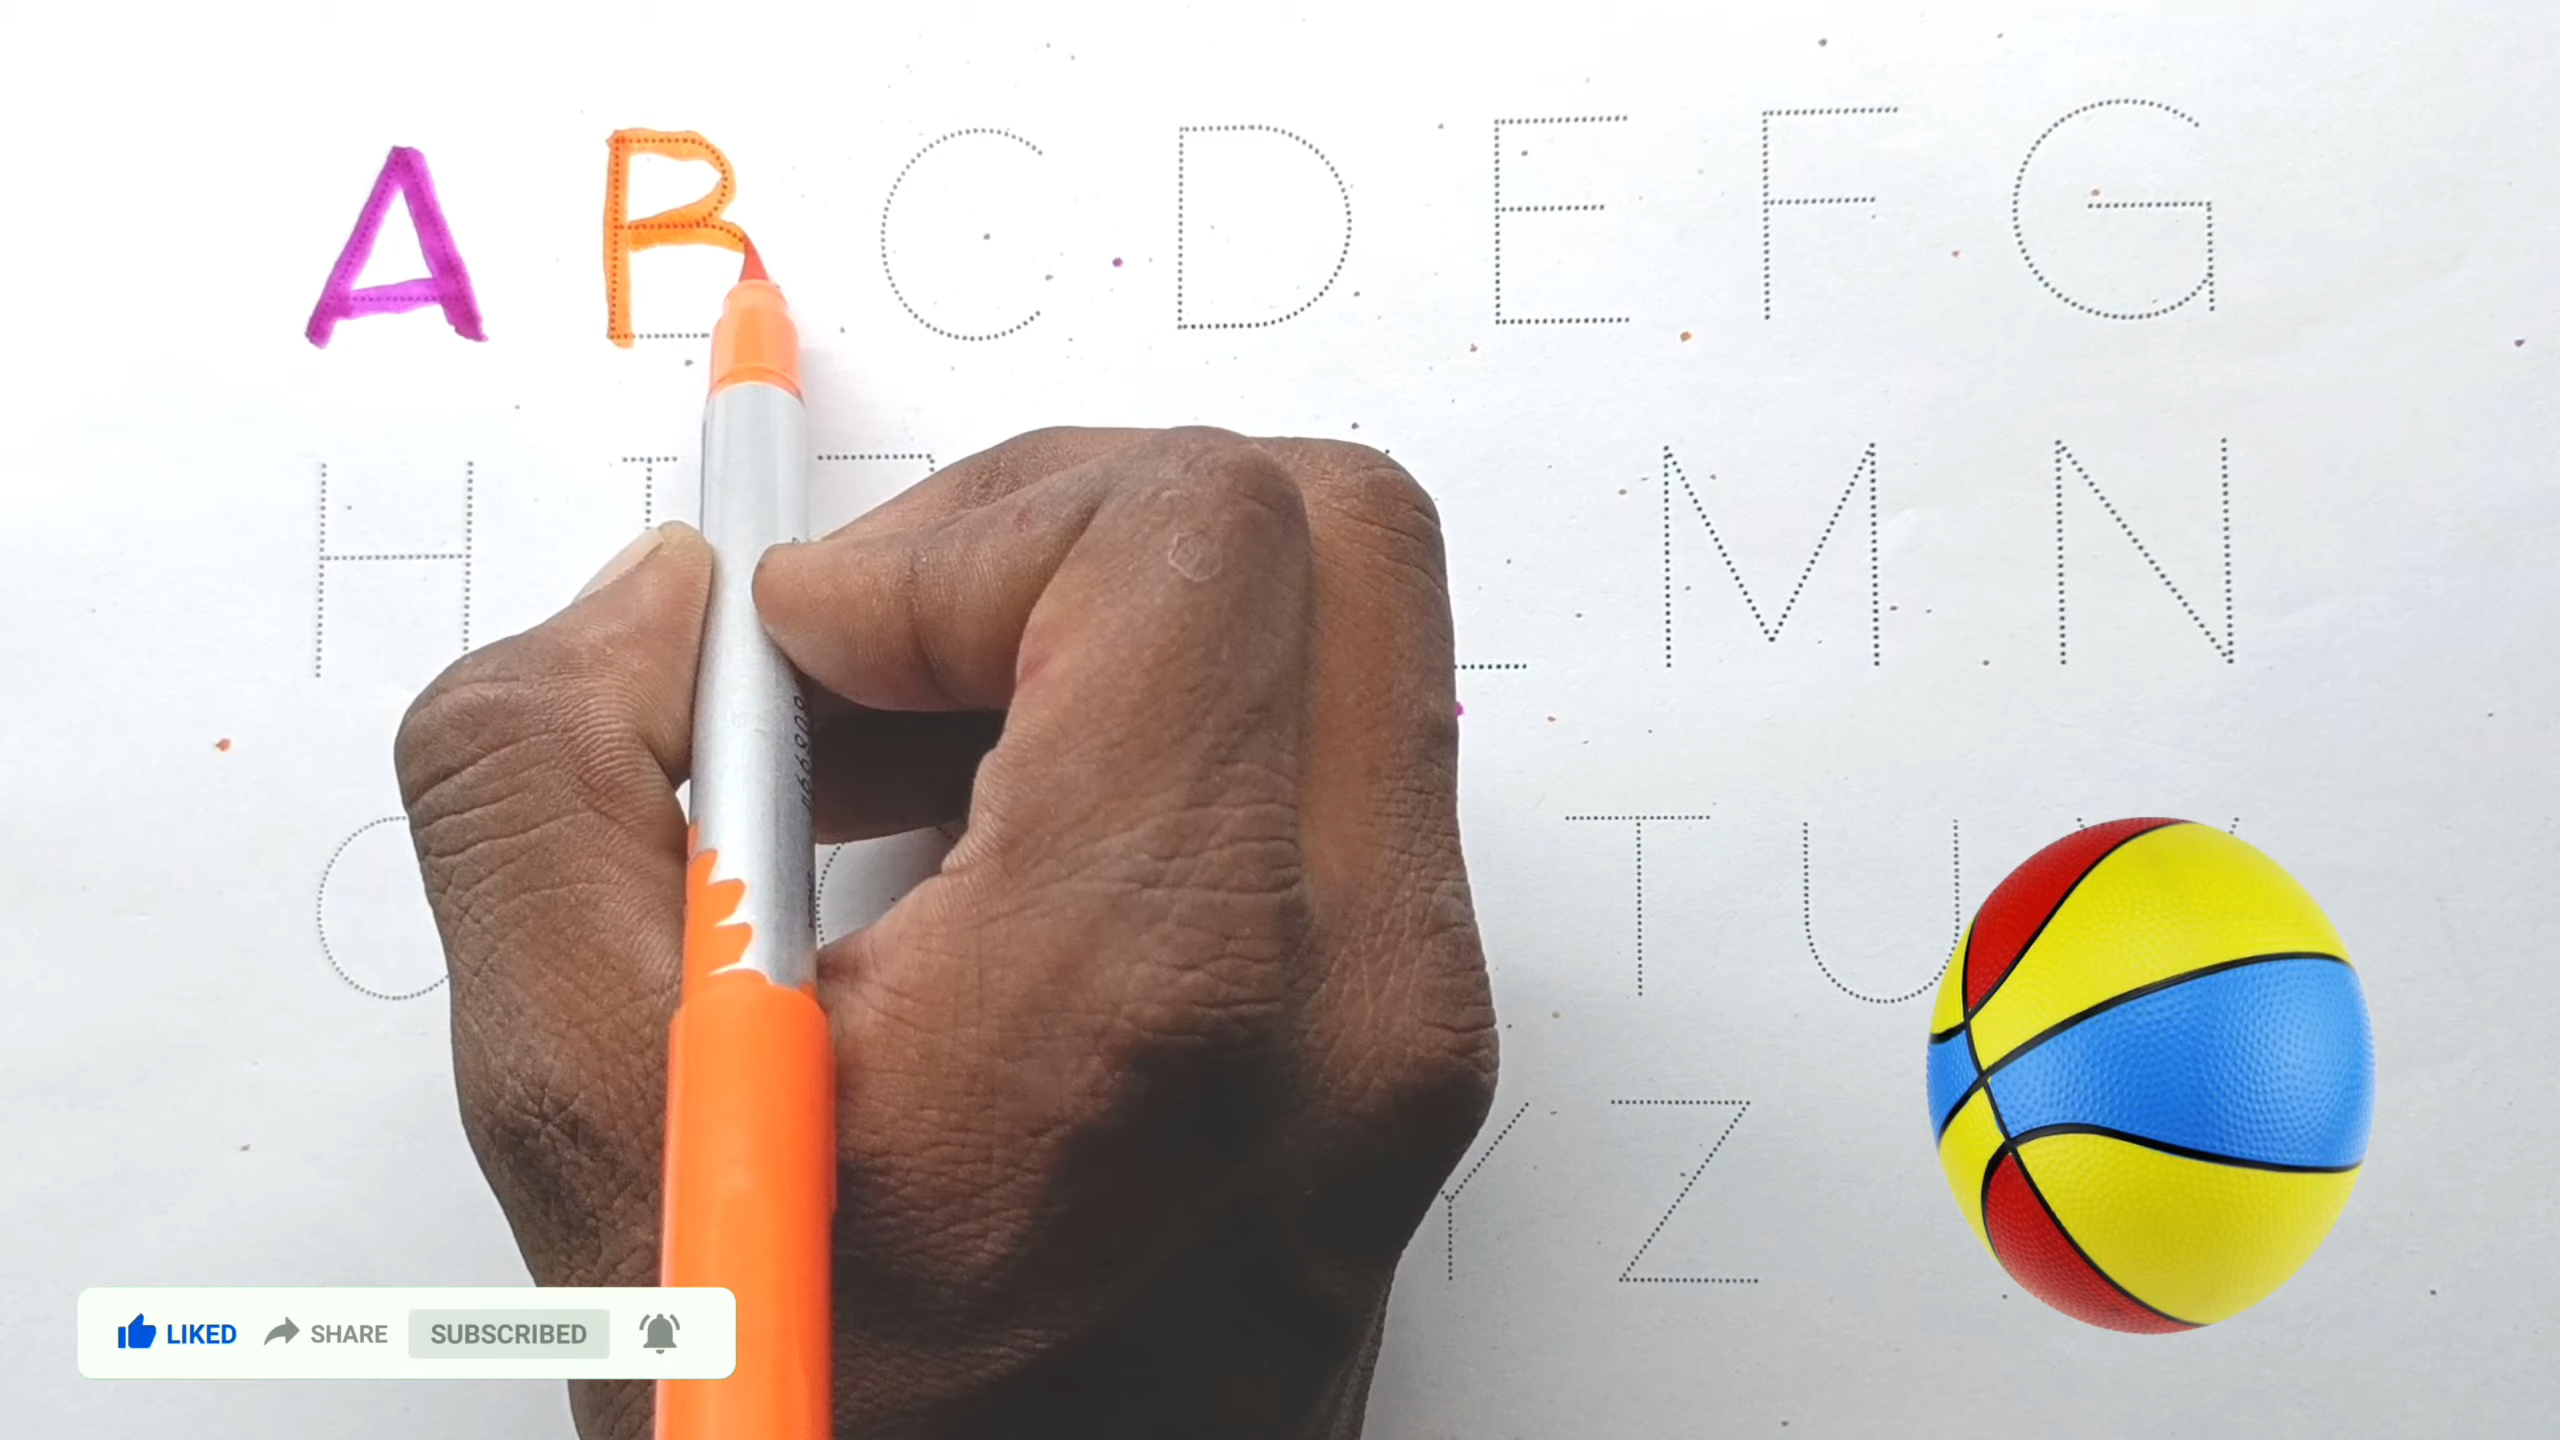 A B C D E F G
H I J L M N
O Q T U V
Y Z
LIKED SHARE SUBSCRIBED